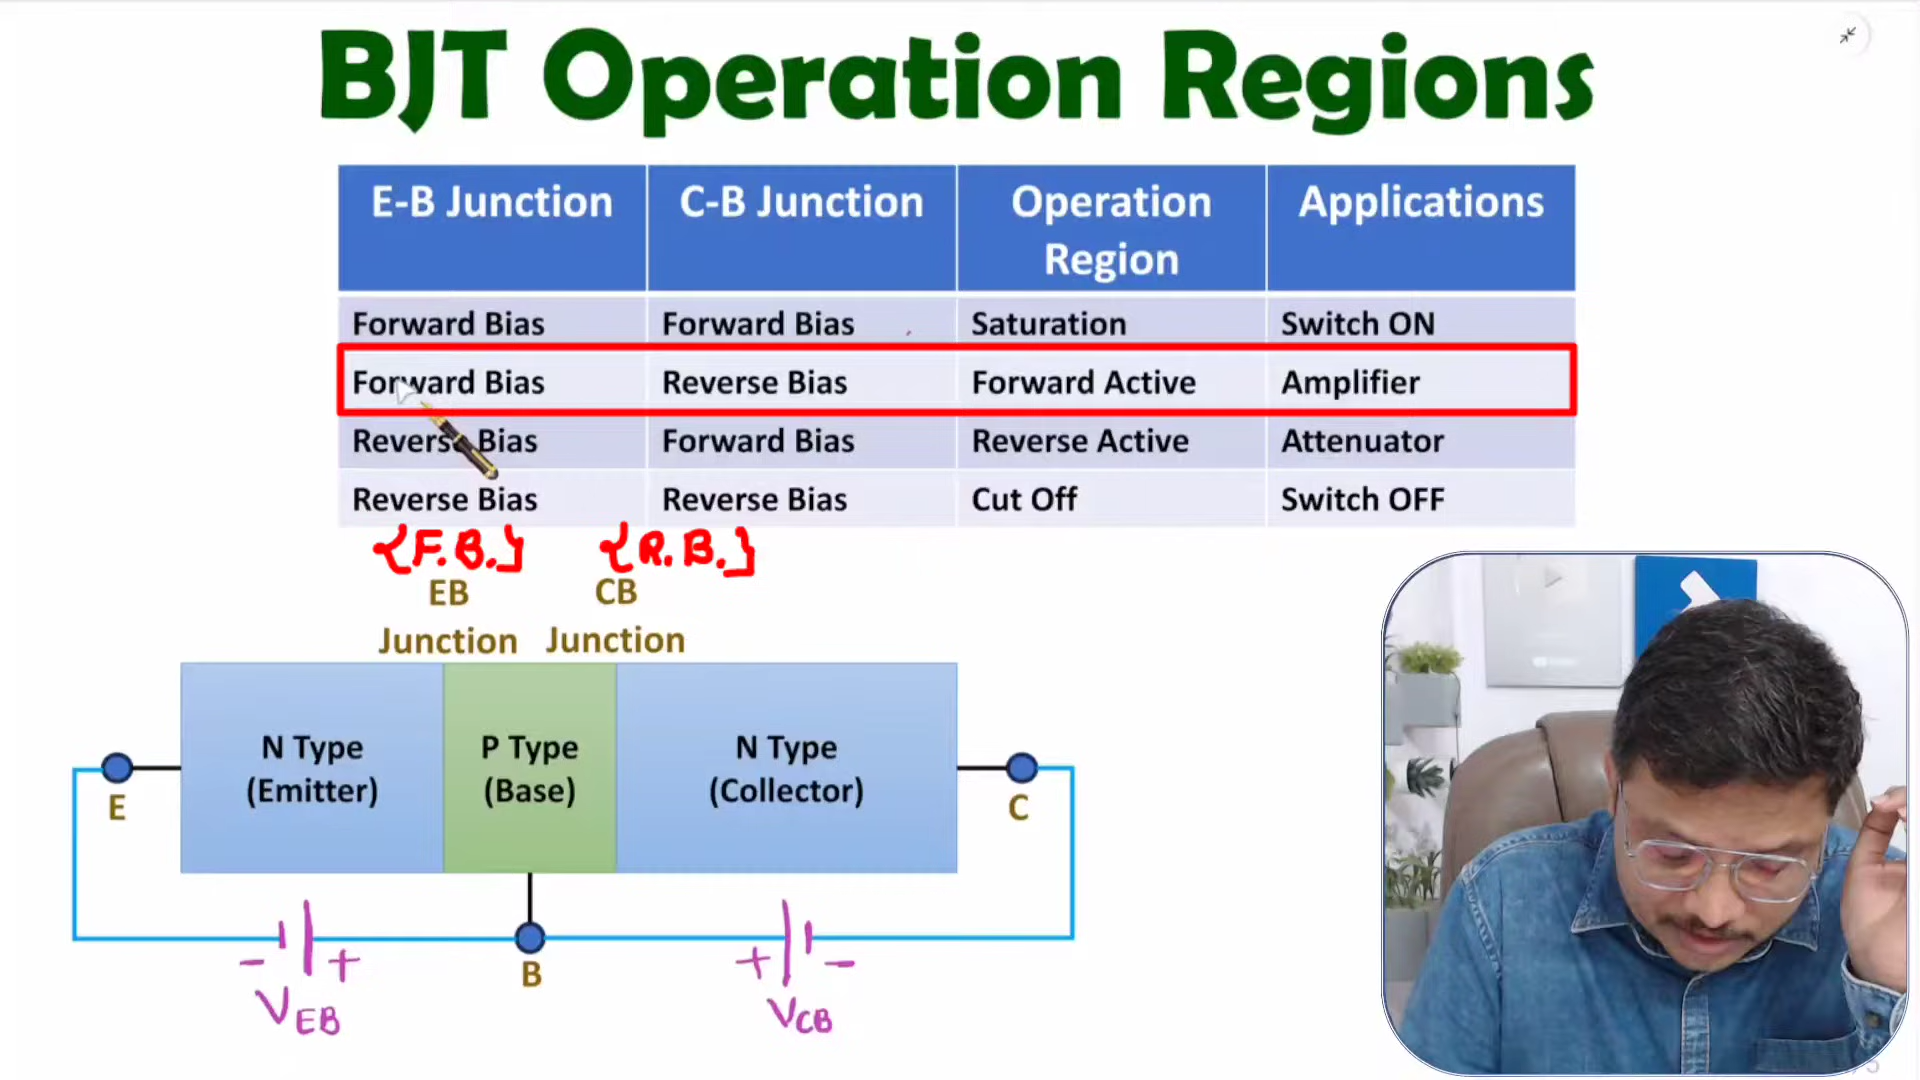 BJT Operation Regions
E-B Junction C-B Junction Operation Region Applications
Forward Bias Forward Bias Saturation Switch ON
Forward Bias Reverse Bias Forward Active Amplifier
Reverse Bias Forward Bias Reverse Active Attenuator
Reverse Bias Reverse Bias Cut Off Switch OFF
{F.B.} {R.B.}
EB CB
Junction Junction
N Type P Type N Type
(Emitter) (Base) (Collector)
E C
- + + -
B
VEB VCB